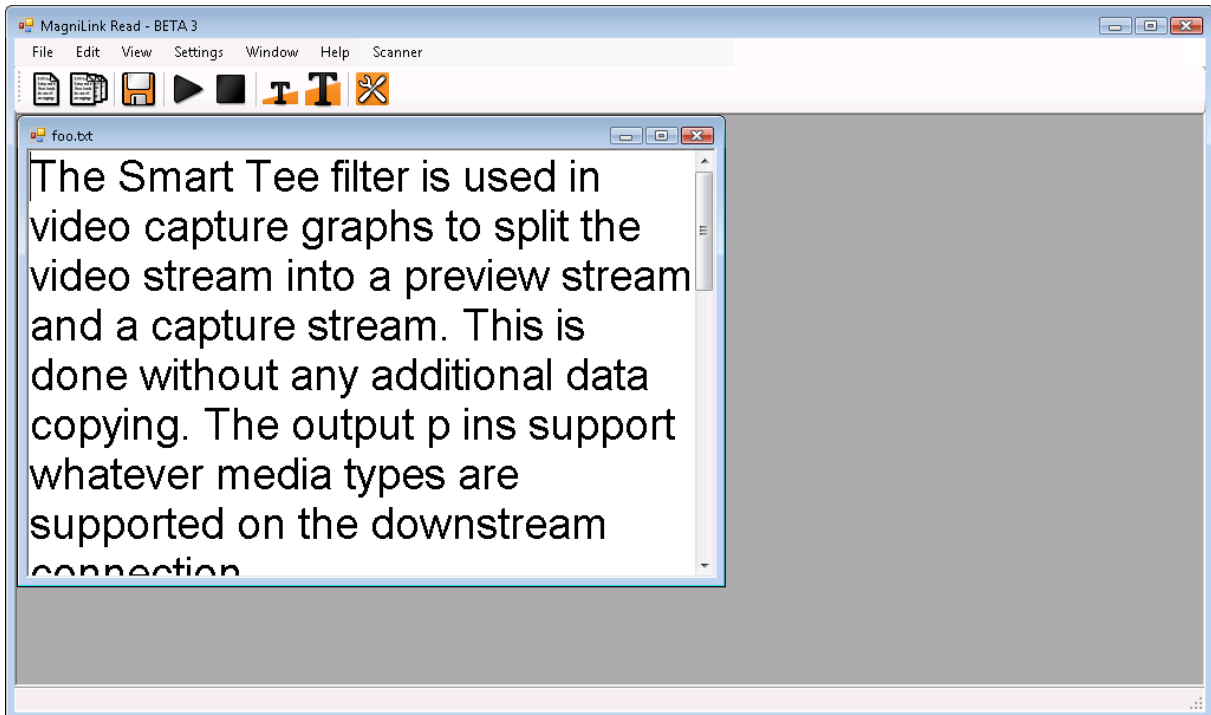 MagniLink Read - BETA 3
File Edit View Settings Window Help Scanner
T T
foo.txt
The Smart Tee filter is used in
video capture graphs to split the
video stream into a preview stream
and a capture stream. This is
done without any additional data
copying. The output p ins support
whatever media types are
supported on the downstream
connection